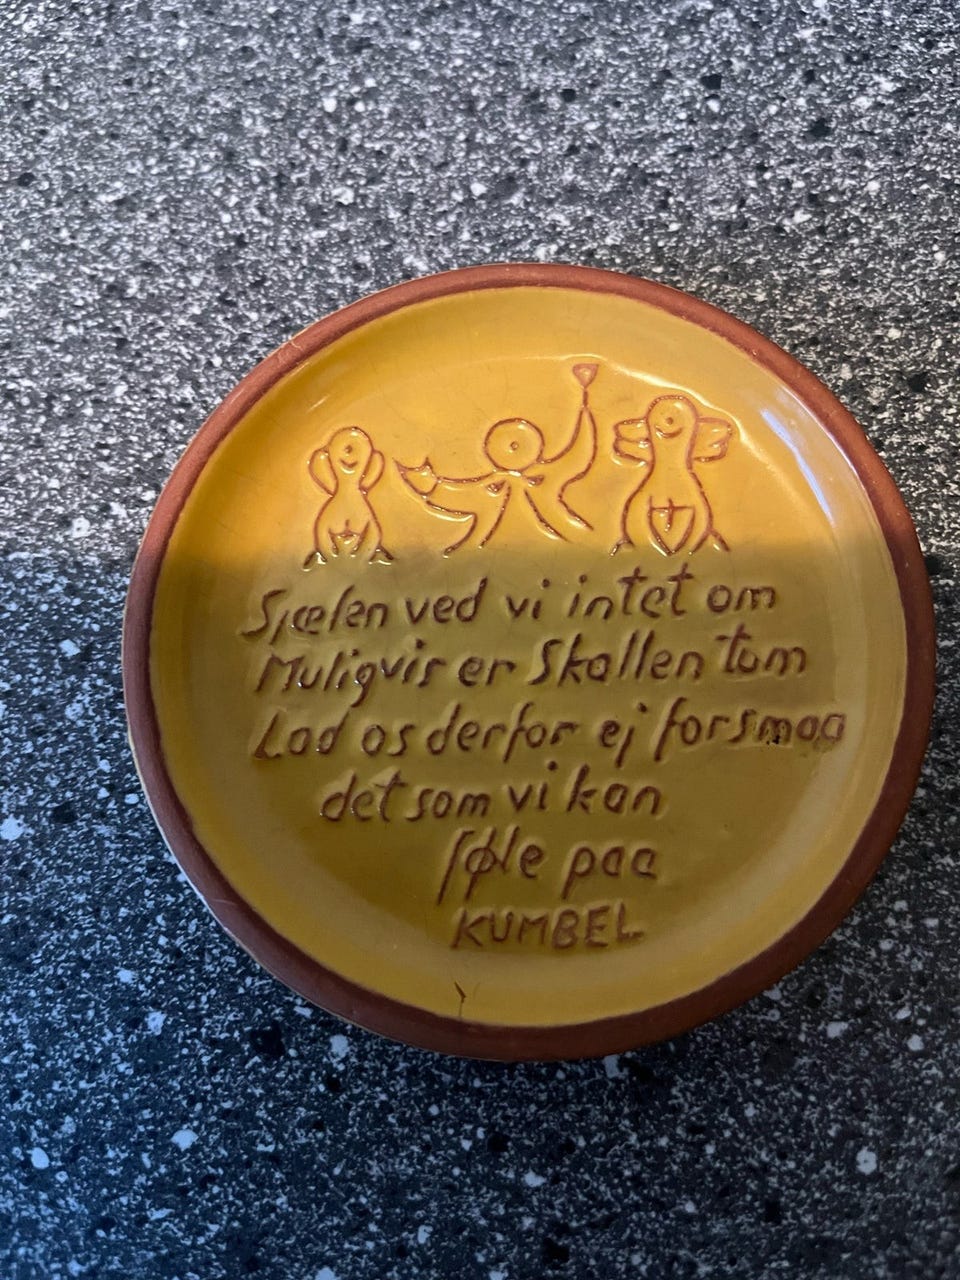 Sjælen ved vi intet om
Muligvis er Skallen tom
Lad os derfor ej forsmaa
det som vi kan
føle paa
KUMBEL